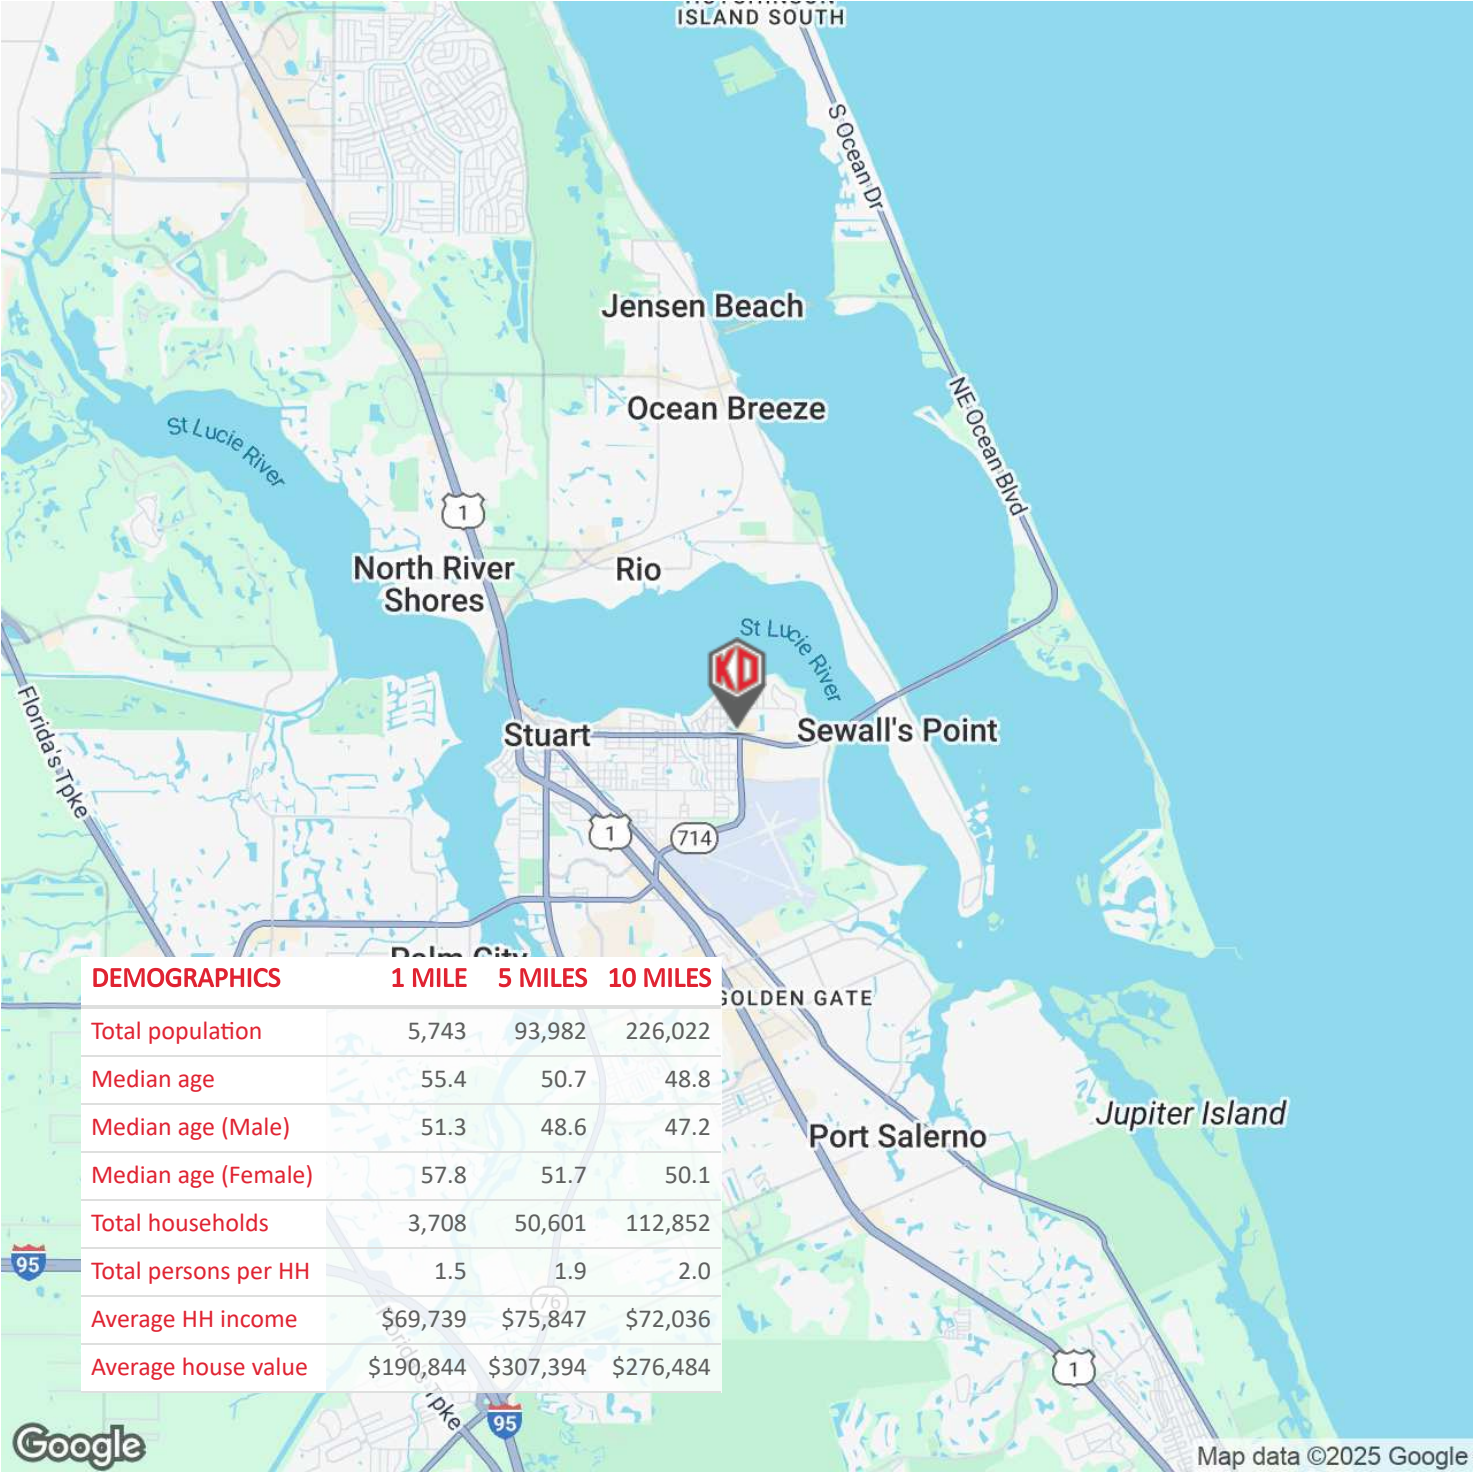 ISLAND SOUTH
S Ocean Dr
Jensen Beach
NE Ocean Blvd
Ocean Breeze
St Lucie River
1
North River
Shores
Rio
St Lucie River
KD
Florida's Tpke
Stuart
Sewall's Point
1
714
Palm City
GOLDEN GATE
DEMOGRAPHICS 1 MILE 5 MILES 10 MILES
Total population 5,743 93,982 226,022
Median age 55.4 50.7 48.8
Median age (Male) 51.3 48.6 47.2
Median age (Female) 57.8 51.7 50.1
Total households 3,708 50,601 112,852
Total persons per HH 1.5 1.9 2.0
Average HH income $69,739 $75,847 $72,036
Average house value $190,844 $307,394 $276,484
Jupiter Island
Port Salerno
95
76
1
Tpke
95
Google
Map data ©2025 Google